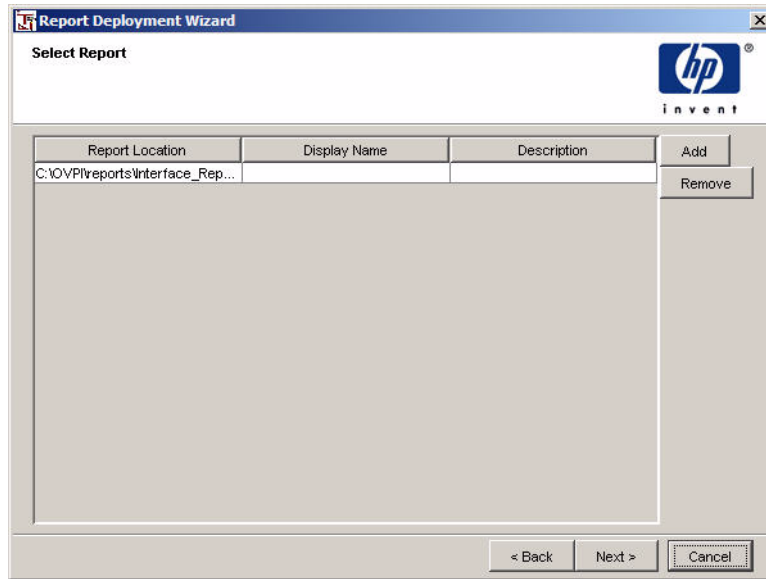 Report Deployment Wizard
Select Report
hp
®
invent
Report Location Display Name Description
Add
C:\OVPI\reports\Interface_Rep...
Remove
< Back Next > Cancel